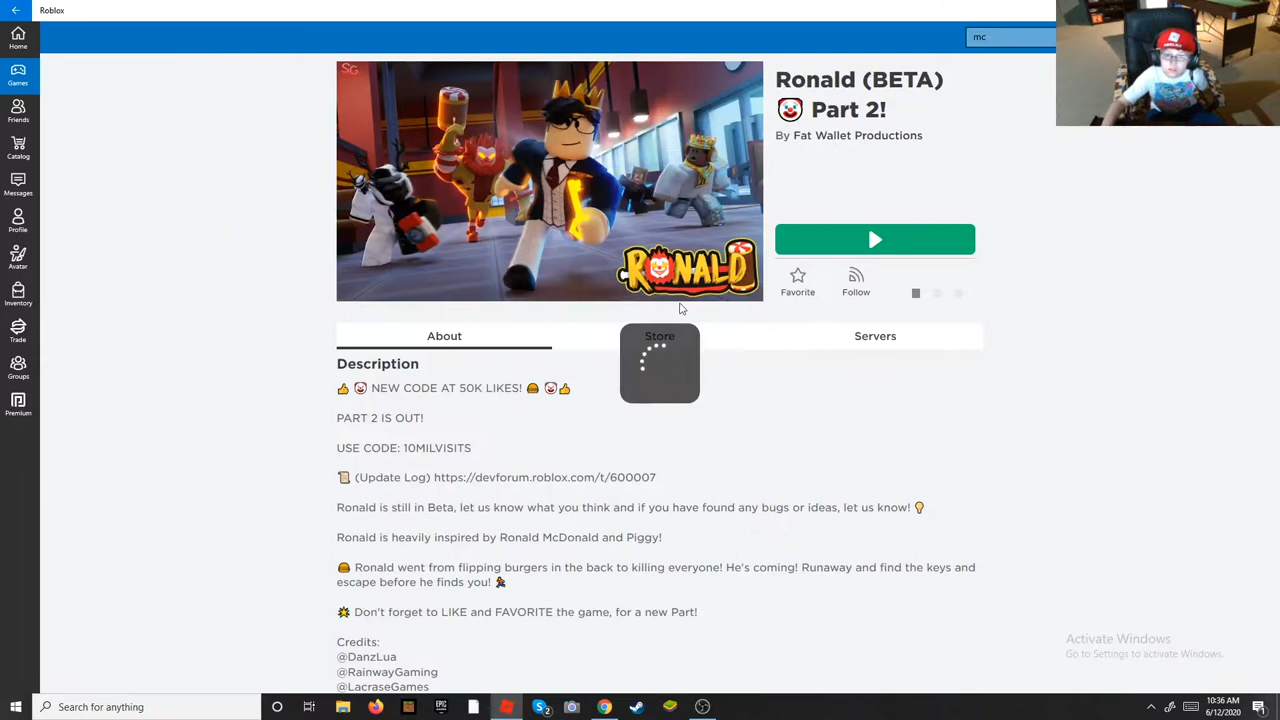 Roblox
mc
Home
Games
Friends
Catalog
Messages
Profile
Avatar
Inventory
Trade
Groups
Premium
SG
RONALD
Ronald (BETA)
🤡 Part 2!
By Fat Wallet Productions
Favorite
Follow
About
Store
Servers
Description
👍 🤡 NEW CODE AT 50K LIKES! 🍔 🤡👍
PART 2 IS OUT!
USE CODE: 10MILVISITS
📜 (Update Log) https://devforum.roblox.com/t/600007
Ronald is still in Beta, let us know what you think and if you have found any bugs or ideas, let us know! 💡
Ronald is heavily inspired by Ronald McDonald and Piggy!
🍔 Ronald went from flipping burgers in the back to killing everyone! He's coming! Runaway and find the keys and
escape before he finds you! 🏃
💥 Don't forget to LIKE and FAVORITE the game, for a new Part!
Credits:
@DanzLua
@RainwayGaming
@LacraseGames
Activate Windows
Go to Settings to activate Windows.
Search for anything
EPIC
2
10:36 AM
6/12/2020
1